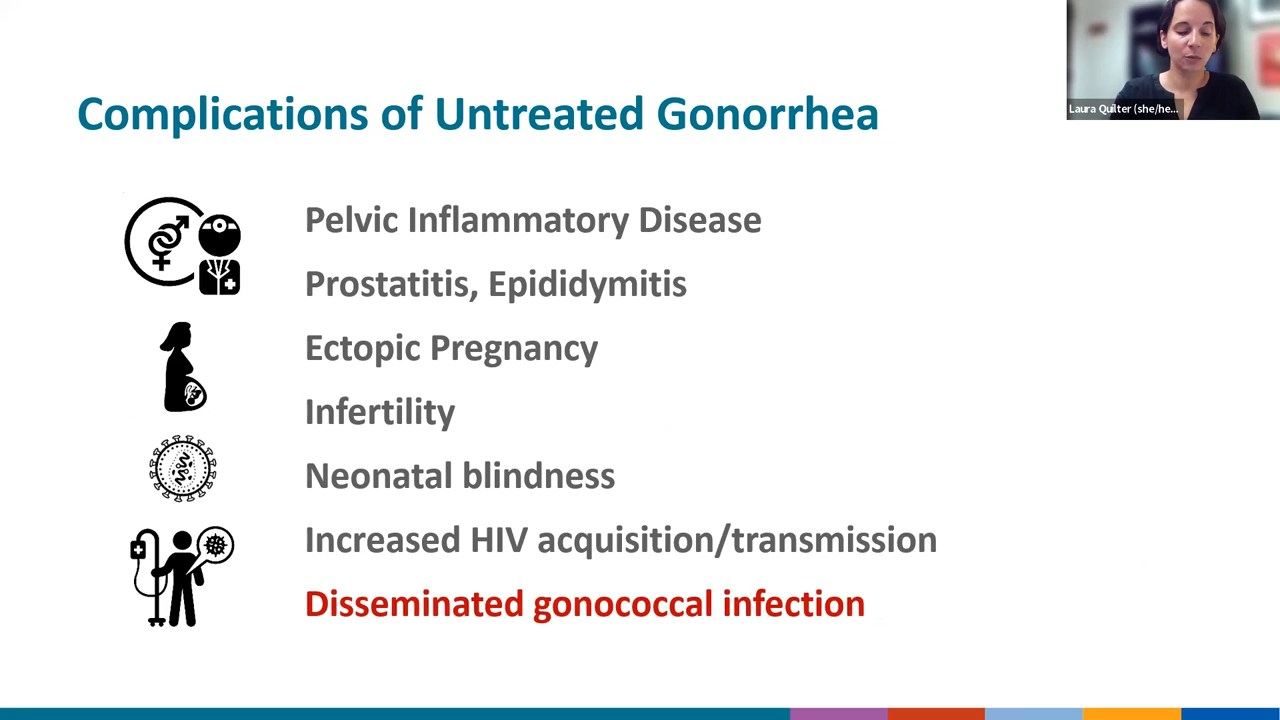 Laura Quilter (she/he...
Complications of Untreated Gonorrhea
Pelvic Inflammatory Disease
Prostatitis, Epididymitis
Ectopic Pregnancy
Infertility
Neonatal blindness
Increased HIV acquisition/transmission
Disseminated gonococcal infection